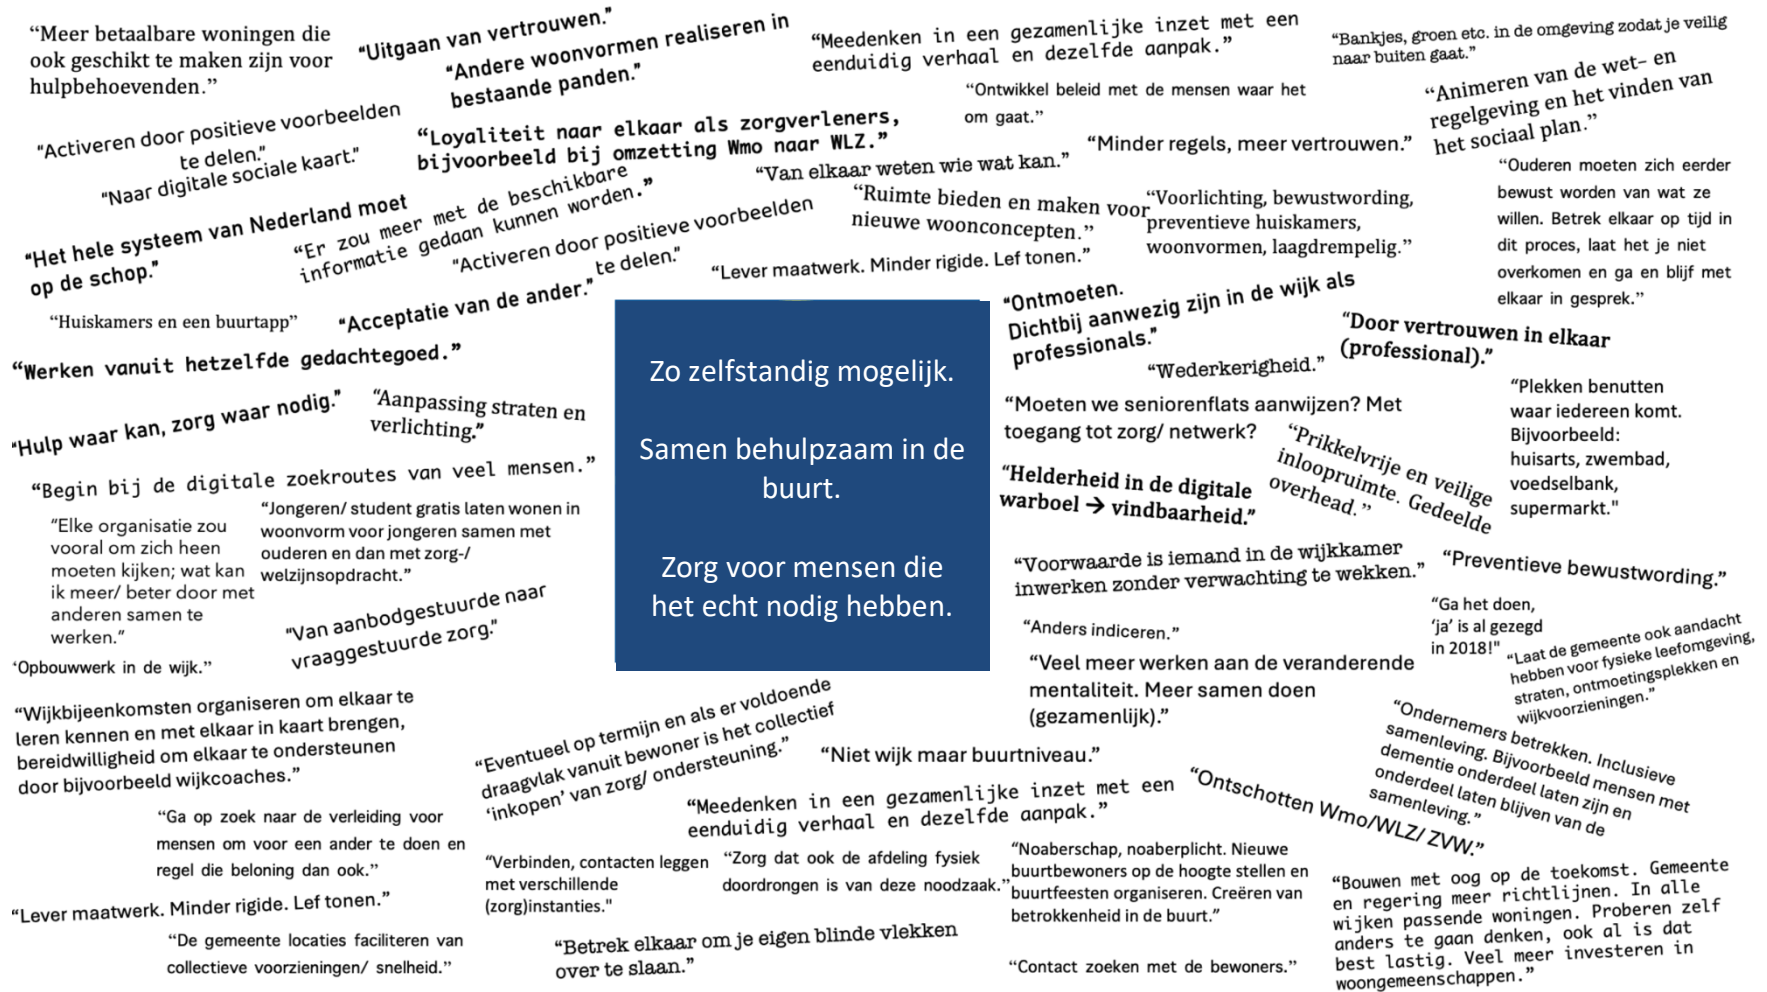 “Meer betaalbare woningen die
ook geschikt te maken zijn voor
hulpbehoevenden.”
“Uitgaan van vertrouwen.”
“Andere woonvormen realiseren in
bestaande panden.”
“Meedenken in een gezamenlijke inzet met een
eenduidig verhaal en dezelfde aanpak.”
“Bankjes, groen etc. in de omgeving zodat je veilig
naar buiten gaat.”
“Activeren door positieve voorbeelden
te delen.”
“Naar digitale sociale kaart.”
“Loyaliteit naar elkaar als zorgverleners,
bijvoorbeeld bij omzetting Wmo naar WLZ.”
“Ontwikkel beleid met de mensen waar het
om gaat.”
“Animeren van de wet- en
regelgeving en het vinden van
het sociaal plan.”
“Minder regels, meer vertrouwen.”
“Van elkaar weten wie wat kan.”
“Het hele systeem van Nederland moet
op de schop.”
“Er zou meer met de beschikbare
informatie gedaan kunnen worden.”
“Activeren door positieve voorbeelden
te delen.”
“Ruimte bieden en maken voor
nieuwe woonconcepten.”
“Voorlichting, bewustwording,
preventieve huiskamers,
woonvormen, laagdrempelig.”
“Ouderen moeten zich eerder
bewust worden van wat ze
willen. Betrek elkaar op tijd in
dit proces, laat het je niet
overkomen en ga en blijf met
elkaar in gesprek.”
“Lever maatwerk. Minder rigide. Lef tonen.”
“Huiskamers en een buurtapp”
“Acceptatie van de ander.”
“Ontmoeten.
Dichtbij aanwezig zijn in de wijk als
professionals.”
“Door vertrouwen in elkaar
(professional).”
“Werken vanuit hetzelfde gedachtegoed.”
“Wederkerigheid.”
Zo zelfstandig mogelijk.
Samen behulpzaam in de
buurt.
Zorg voor mensen die
het echt nodig hebben.
“Hulp waar kan, zorg waar nodig.”
“Aanpassing straten en
verlichting.”
“Moeten we seniorenflats aanwijzen? Met
toegang tot zorg/ netwerk?
“Plekken benutten
waar iedereen komt.
Bijvoorbeeld:
huisarts, zwembad,
voedselbank,
supermarkt."
“Prikkelvrije en veilige
inloopruimte. Gedeelde
overhead.”
“Begin bij de digitale zoekroutes van veel mensen.”
“Helderheid in de digitale
warboel → vindbaarheid.”
“Elke organisatie zou
vooral om zich heen
moeten kijken; wat kan
ik meer/ beter door met
anderen samen te
werken.”
“Jongeren/ student gratis laten wonen in
woonvorm voor jongeren samen met
ouderen en dan met zorg-/
welzijnsopdracht.”
“Voorwaarde is iemand in de wijkkamer
inwerken zonder verwachting te wekken.”
“Preventieve bewustwording.”
“Van aanbodgestuurde naar
vraaggestuurde zorg.”
“Anders indiceren.”
“Ga het doen,
‘ja’ is al gezegd
in 2018!"
“Laat de gemeente ook aandacht
hebben voor fysieke leefomgeving,
straten, ontmoetingsplekken en
wijkvoorzieningen.”
‘Opbouwwerk in de wijk.”
“Veel meer werken aan de veranderende
mentaliteit. Meer samen doen
(gezamenlijk).”
“Wijkbijeenkomsten organiseren om elkaar te
leren kennen en met elkaar in kaart brengen,
bereidwilligheid om elkaar te ondersteunen
door bijvoorbeeld wijkcoaches.”
“Eventueel op termijn en als er voldoende
draagvlak vanuit bewoner is het collectief
‘inkopen’ van zorg/ ondersteuning.”
“Niet wijk maar buurtniveau.”
“Ondernemers betrekken. Inclusieve
samenleving. Bijvoorbeeld mensen met
dementie onderdeel laten zijn en
onderdeel laten blijven van de
samenleving.”
“Ontschotten Wmo/WLZ/ ZVW.”
“Meedenken in een gezamenlijke inzet met een
eenduidig verhaal en dezelfde aanpak.”
“Ga op zoek naar de verleiding voor
mensen om voor een ander te doen en
regel die beloning dan ook.”
“Verbinden, contacten leggen
met verschillende
(zorg)instanties."
“Zorg dat ook de afdeling fysiek
doordrongen is van deze noodzaak.”
“Noaberschap, noaberplicht. Nieuwe
buurtbewoners op de hoogte stellen en
buurtfeesten organiseren. Creëren van
betrokkenheid in de buurt.”
“Bouwen met oog op de toekomst. Gemeente
en regering meer richtlijnen. In alle
wijken passende woningen. Proberen zelf
anders te gaan denken, ook al is dat
best lastig. Veel meer investeren in
woongemeenschappen.”
“Lever maatwerk. Minder rigide. Lef tonen.”
“De gemeente locaties faciliteren van
collectieve voorzieningen/ snelheid.”
“Betrek elkaar om je eigen blinde vlekken
over te slaan.”
“Contact zoeken met de bewoners.”